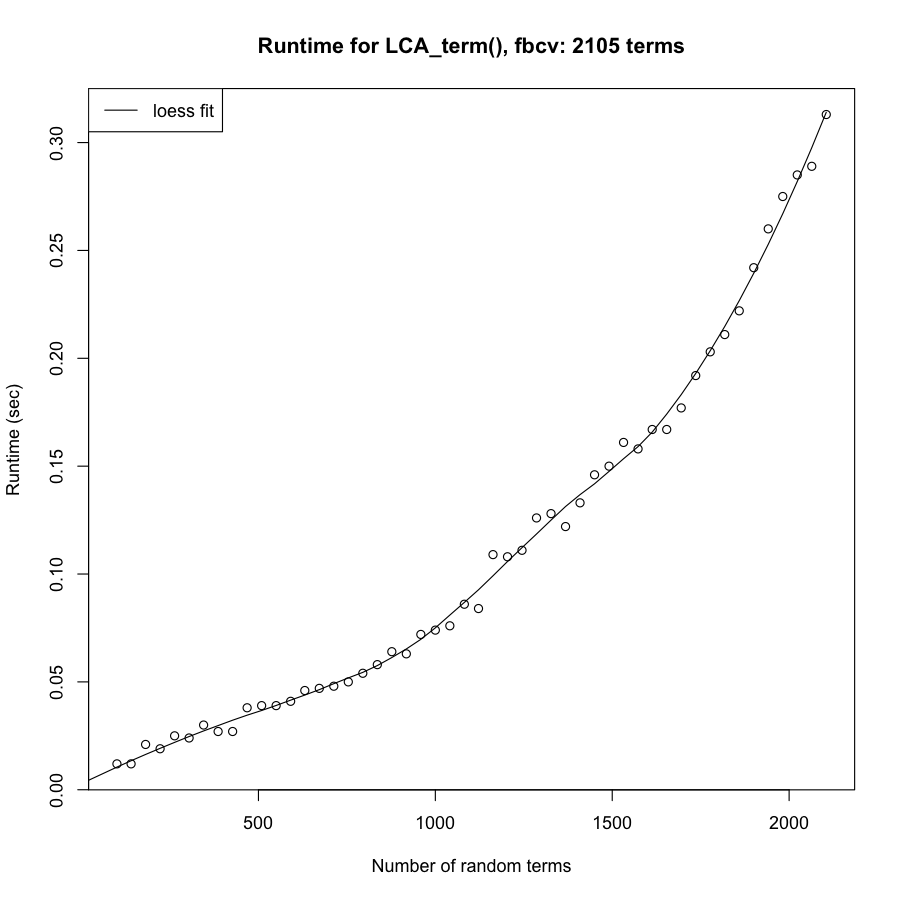 Runtime for LCA_term(), fbcv: 2105 terms
loess fit
0.30
0.25
0.20
0.15
0.10
0.05
0.00
Runtime (sec)
500 1000 1500 2000
Number of random terms